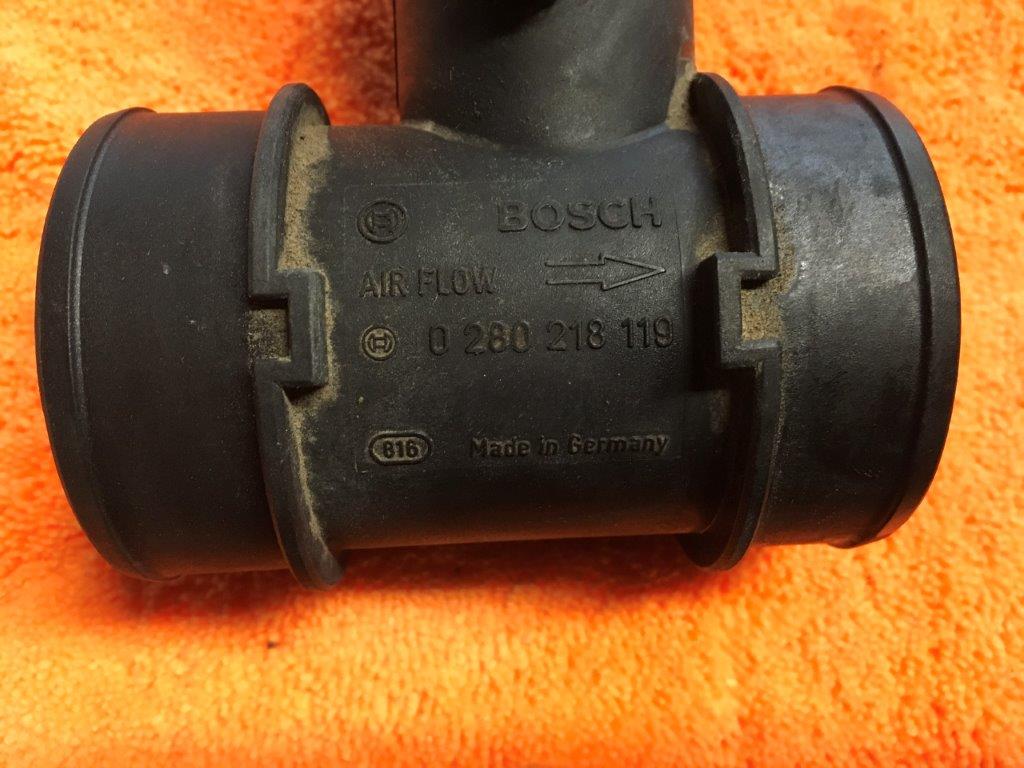 BOSCH
AIR FLOW
0 280 218 119
816
Made in Germany